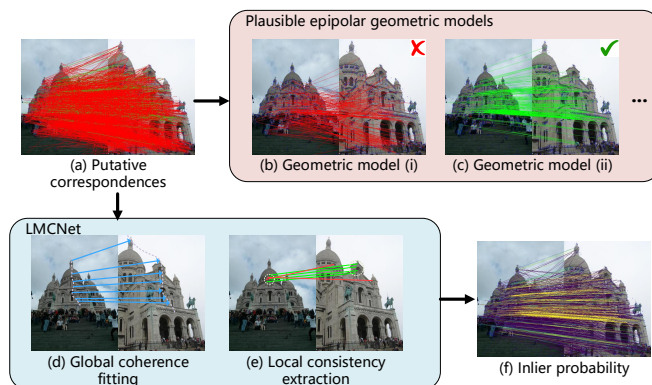 Plausible epipolar geometric models
(a) Putative
correspondences
(b) Geometric model (i)
(c) Geometric model (ii)
...
LMCNet
(d) Global coherence
fitting
(e) Local consistency
extraction
(f) Inlier probability